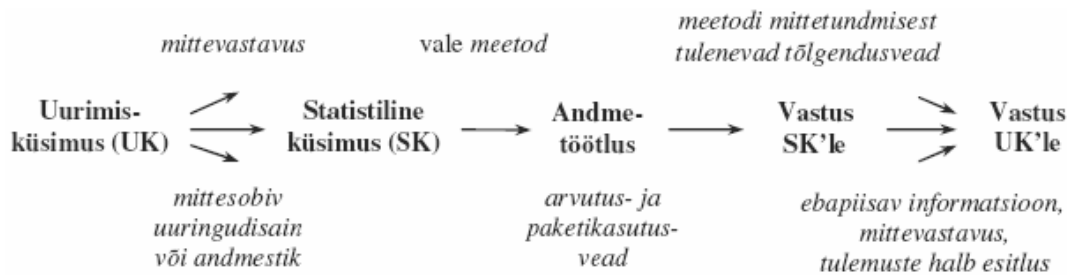 mittevastavus
vale meetod
meetodi mittetundmisest
tulenevad tõlgendusvead
Uurimis-
küsimus (UK)
Statistiline
küsimus (SK)
Andme-
töötlus
Vastus
SK'le
Vastus
UK'le
mittesobiv
uuringudisain
või andmestik
arvutus- ja
paketikasutus-
vead
ebapiisav informatsioon,
mittevastavus,
tulemuste halb esitlus